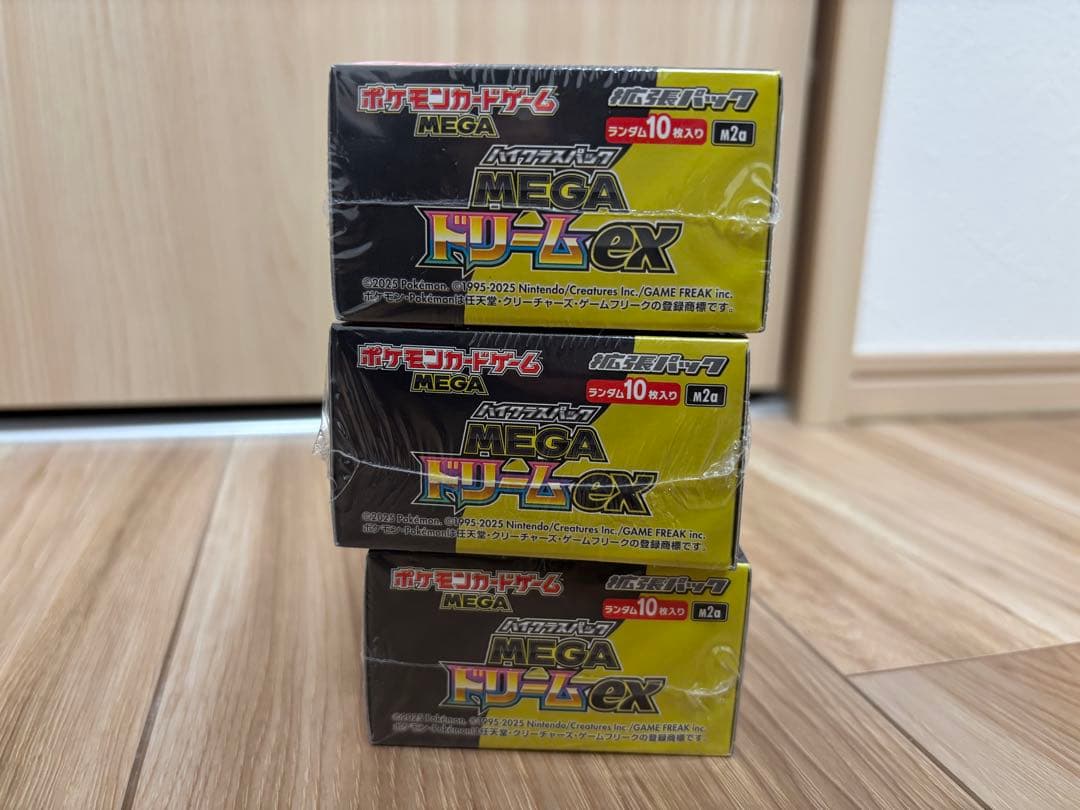 ポケモンカードゲーム 拡張パック
MEGA ランダム10枚入り M2a
ハイクラスパック
MEGA
ドリームex
©2025 Pokémon. ©1995-2025 Nintendo/Creatures Inc./GAME FREAK inc.
ポケモン・Pokémonは任天堂・クリーチャーズ・ゲームフリークの登録商標です。
ポケモンカードゲーム 拡張パック
MEGA ランダム10枚入り M2a
ハイクラスパック
MEGA
ドリームex
©2025 Pokémon. ©1995-2025 Nintendo/Creatures Inc./GAME FREAK inc.
ポケモン・Pokémonは任天堂・クリーチャーズ・ゲームフリークの登録商標です。
ポケモンカードゲーム 拡張パック
MEGA ランダム10枚入り M2a
ハイクラスパック
MEGA
ドリームex
©2025 Pokémon. ©1995-2025 Nintendo/Creatures Inc./GAME FREAK inc.
ポケモン・Pokémonは任天堂・クリーチャーズ・ゲームフリークの登録商標です。